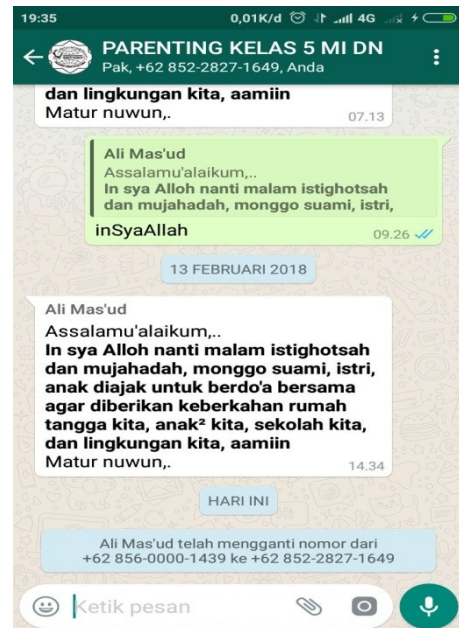 19:35 0,01K/d 4G
PARENTING KELAS 5 MI DN
Pak, +62 852-2827-1649, Anda
dan lingkungan kita, aamiin
Matur nuwun,. 07.13
Ali Mas'ud
Assalamu'alaikum,..
In sya Alloh nanti malam istighotsah
dan mujahadah, monggo suami, istri,
inSyaAllah 09.26
13 FEBRUARI 2018
Ali Mas'ud
Assalamu'alaikum,..
In sya Alloh nanti malam istighotsah
dan mujahadah, monggo suami, istri,
anak diajak untuk berdo'a bersama
agar diberikan keberkahan rumah
tangga kita, anak² kita, sekolah kita,
dan lingkungan kita, aamiin
Matur nuwun,. 14.34
HARI INI
Ali Mas'ud telah mengganti nomor dari
+62 856-0000-1439 ke +62 852-2827-1649
Ketik pesan